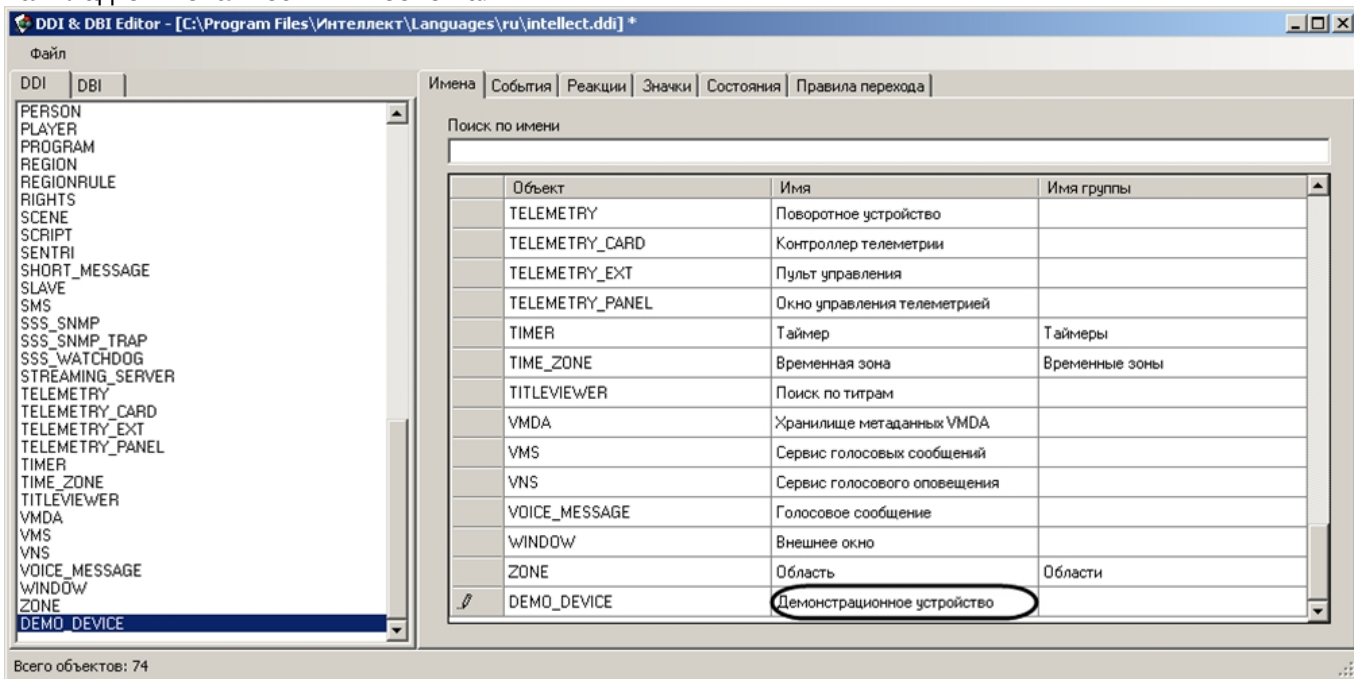 DDI & DBI Editor - [C:\Program Files\Интеллект\Languages\ru\intellect.ddi] *
Файл
DDI DBI
PERSON
PLAYER
PROGRAM
REGION
REGIONRULE
RIGHTS
SCENE
SCRIPT
SENTRI
SHORT_MESSAGE
SLAVE
SMS
SSS_SNMP
SSS_SNMP_TRAP
SSS_WATCHDOG
STREAMING_SERVER
TELEMETRY
TELEMETRY_CARD
TELEMETRY_EXT
TELEMETRY_PANEL
TIMER
TIME_ZONE
TITLEVIEWER
VMDA
VMS
VNS
VOICE_MESSAGE
WINDOW
ZONE
DEMO_DEVICE
Имена События Реакции Значки Состояния Правила перехода
Поиск по имени
Объект Имя Имя группы
TELEMETRY Поворотное устройство
TELEMETRY_CARD Контроллер телеметрии
TELEMETRY_EXT Пульт управления
TELEMETRY_PANEL Окно управления телеметрией
TIMER Таймер Таймеры
TIME_ZONE Временная зона Временные зоны
TITLEVIEWER Поиск по титрам
VMDA Хранилище метаданных VMDA
VMS Сервис голосовых сообщений
VNS Сервис голосового оповещения
VOICE_MESSAGE Голосовое сообщение
WINDOW Внешнее окно
ZONE Область Области
DEMO_DEVICE Демонстрационное устройство
Всего объектов: 74